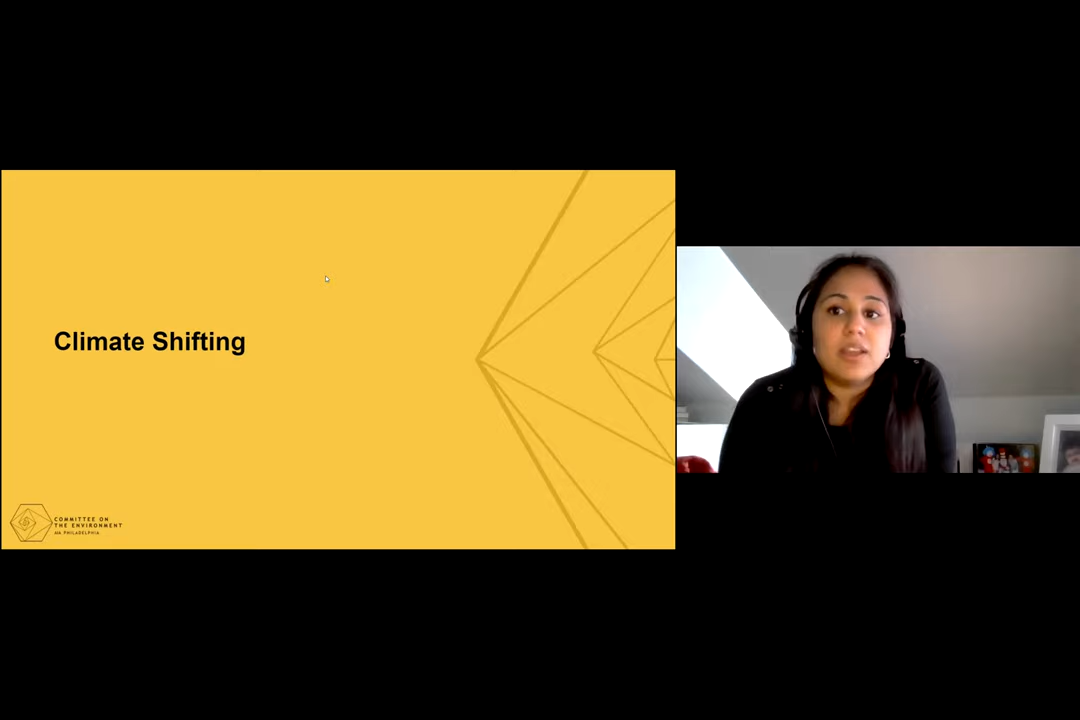 Climate Shifting
COMMITTEE ON
THE ENVIRONMENT
AIA PHILADELPHIA